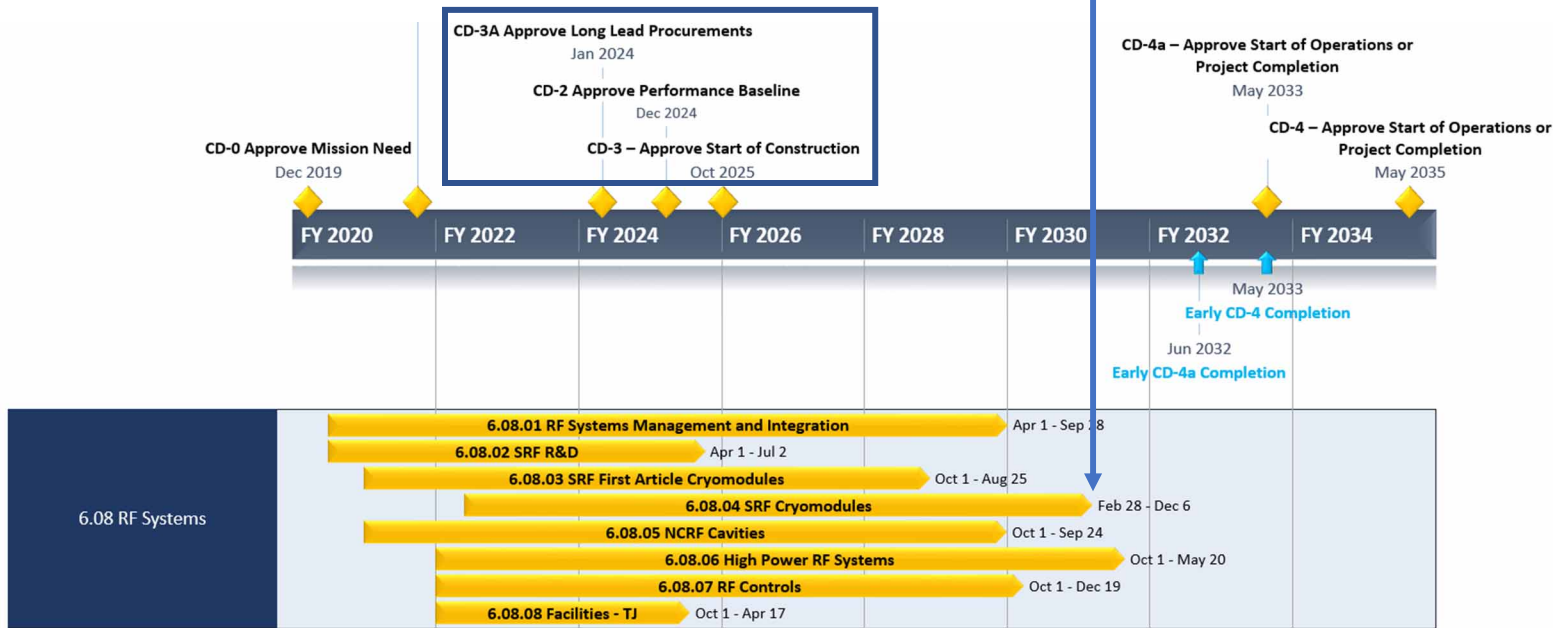 CD-3A Approve Long Lead Procurements
Jan 2024
CD-2 Approve Performance Baseline
Dec 2024
CD-0 Approve Mission Need
Dec 2019
CD-3 – Approve Start of Construction
Oct 2025
CD-4a – Approve Start of Operations or
Project Completion
May 2033
CD-4 – Approve Start of Operations or
Project Completion
May 2035
FY 2020 FY 2022 FY 2024 FY 2026 FY 2028 FY 2030 FY 2032 FY 2034
May 2033
Early CD-4 Completion
Jun 2032
Early CD-4a Completion
6.08 RF Systems
6.08.01 RF Systems Management and Integration Apr 1 - Sep 28
6.08.02 SRF R&D Apr 1 - Jul 2
6.08.03 SRF First Article Cryomodules Oct 1 - Aug 25
6.08.04 SRF Cryomodules Feb 28 - Dec 6
6.08.05 NCRF Cavities Oct 1 - Sep 24
6.08.06 High Power RF Systems Oct 1 - May 20
6.08.07 RF Controls Oct 1 - Dec 19
6.08.08 Facilities - TJ Oct 1 - Apr 17